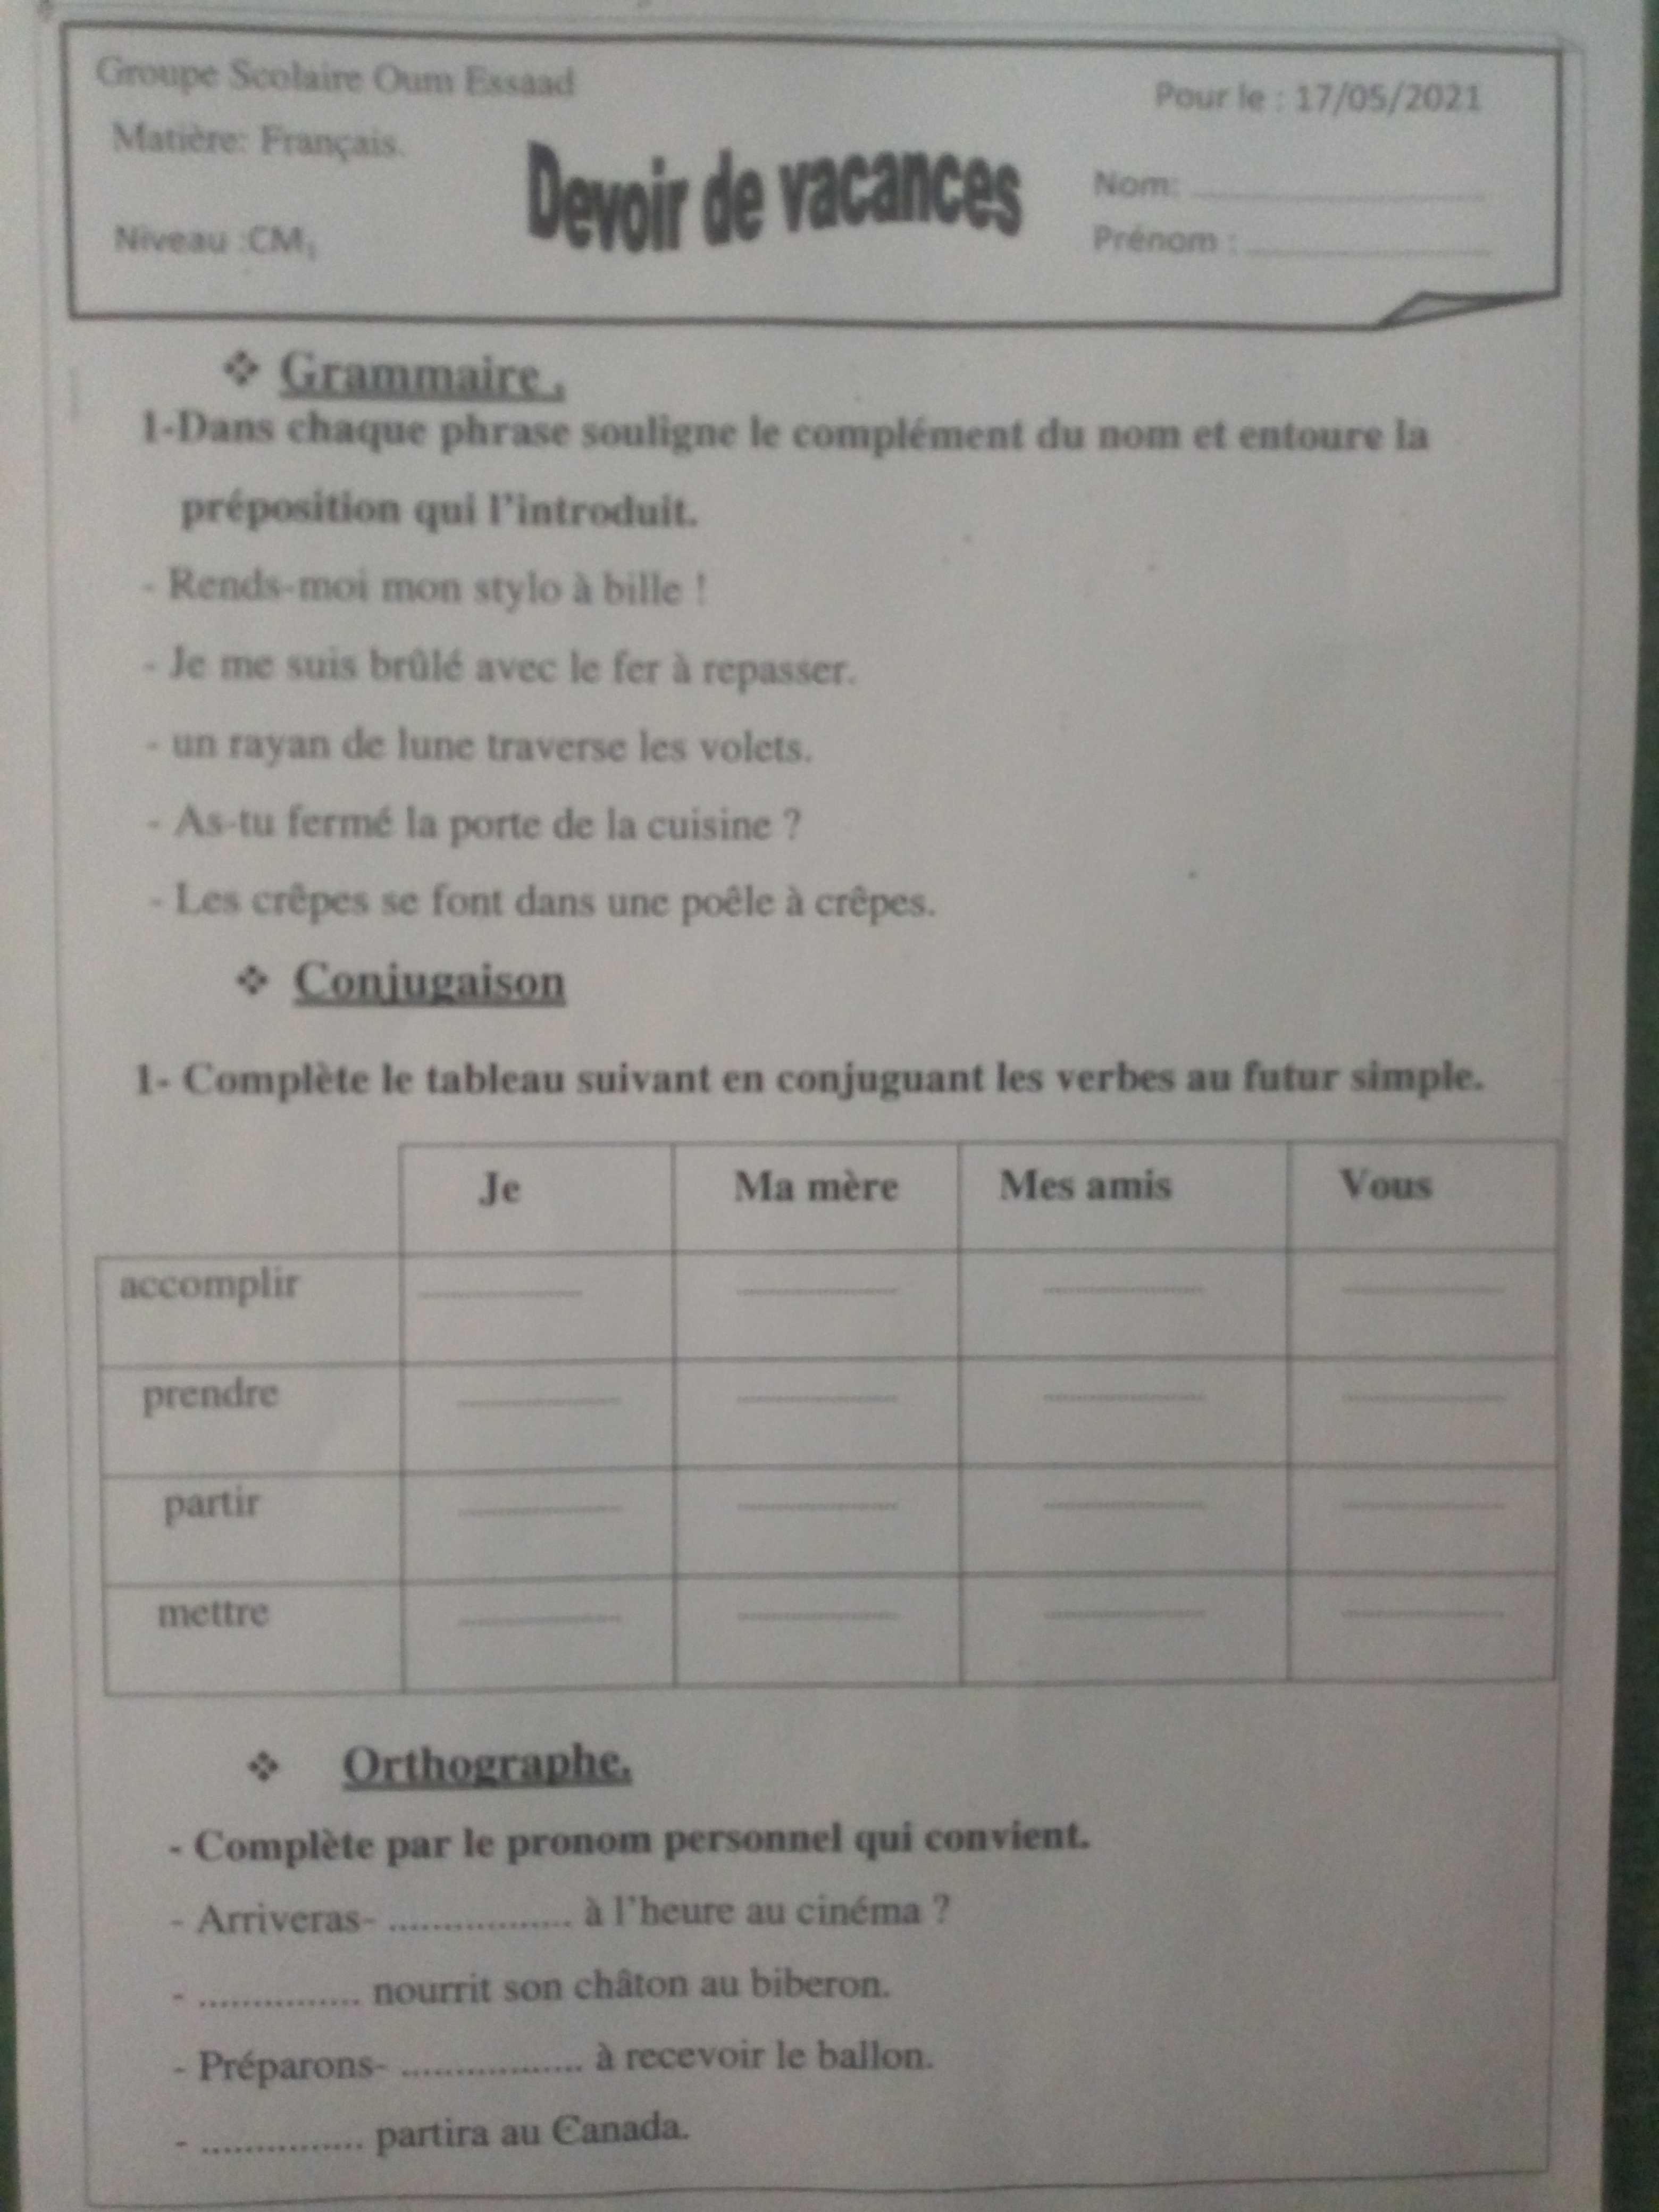 Groupe Scolaire Oum Essaad
Pour le : 17/05/2021
Matière: Français.
Devoir de vacances
Nom:
Niveau :CM1
Prénom :
❖ Grammaire .
1-Dans chaque phrase souligne le complément du nom et entoure la
préposition qui l'introduit.
- Rends-moi mon stylo à bille !
- Je me suis brûlé avec le fer à repasser.
- un rayan de lune traverse les volets.
- As-tu fermé la porte de la cuisine ?
- Les crêpes se font dans une poêle à crêpes.
❖ Conjugaison
1- Complète le tableau suivant en conjuguant les verbes au futur simple.
Je Ma mère Mes amis Vous
accomplir
prendre
partir
mettre
❖ Orthographe.
- Complète par le pronom personnel qui convient.
- Arriveras- ................. à l'heure au cinéma ?
- ............... nourrit son châton au biberon.
- Préparons- ................. à recevoir le ballon.
- ............... partira au Canada.